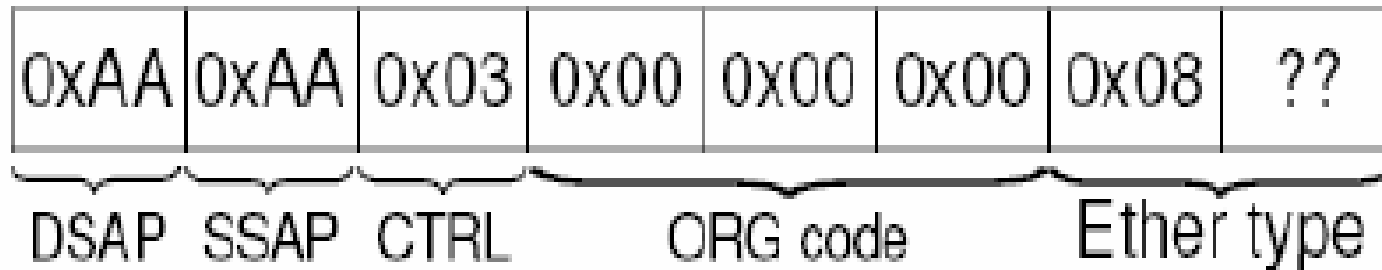 0xAA 0xAA 0x03 0x00 0x00 0x00 0x08 ??
DSAP SSAP CTRL ORG code Ether type